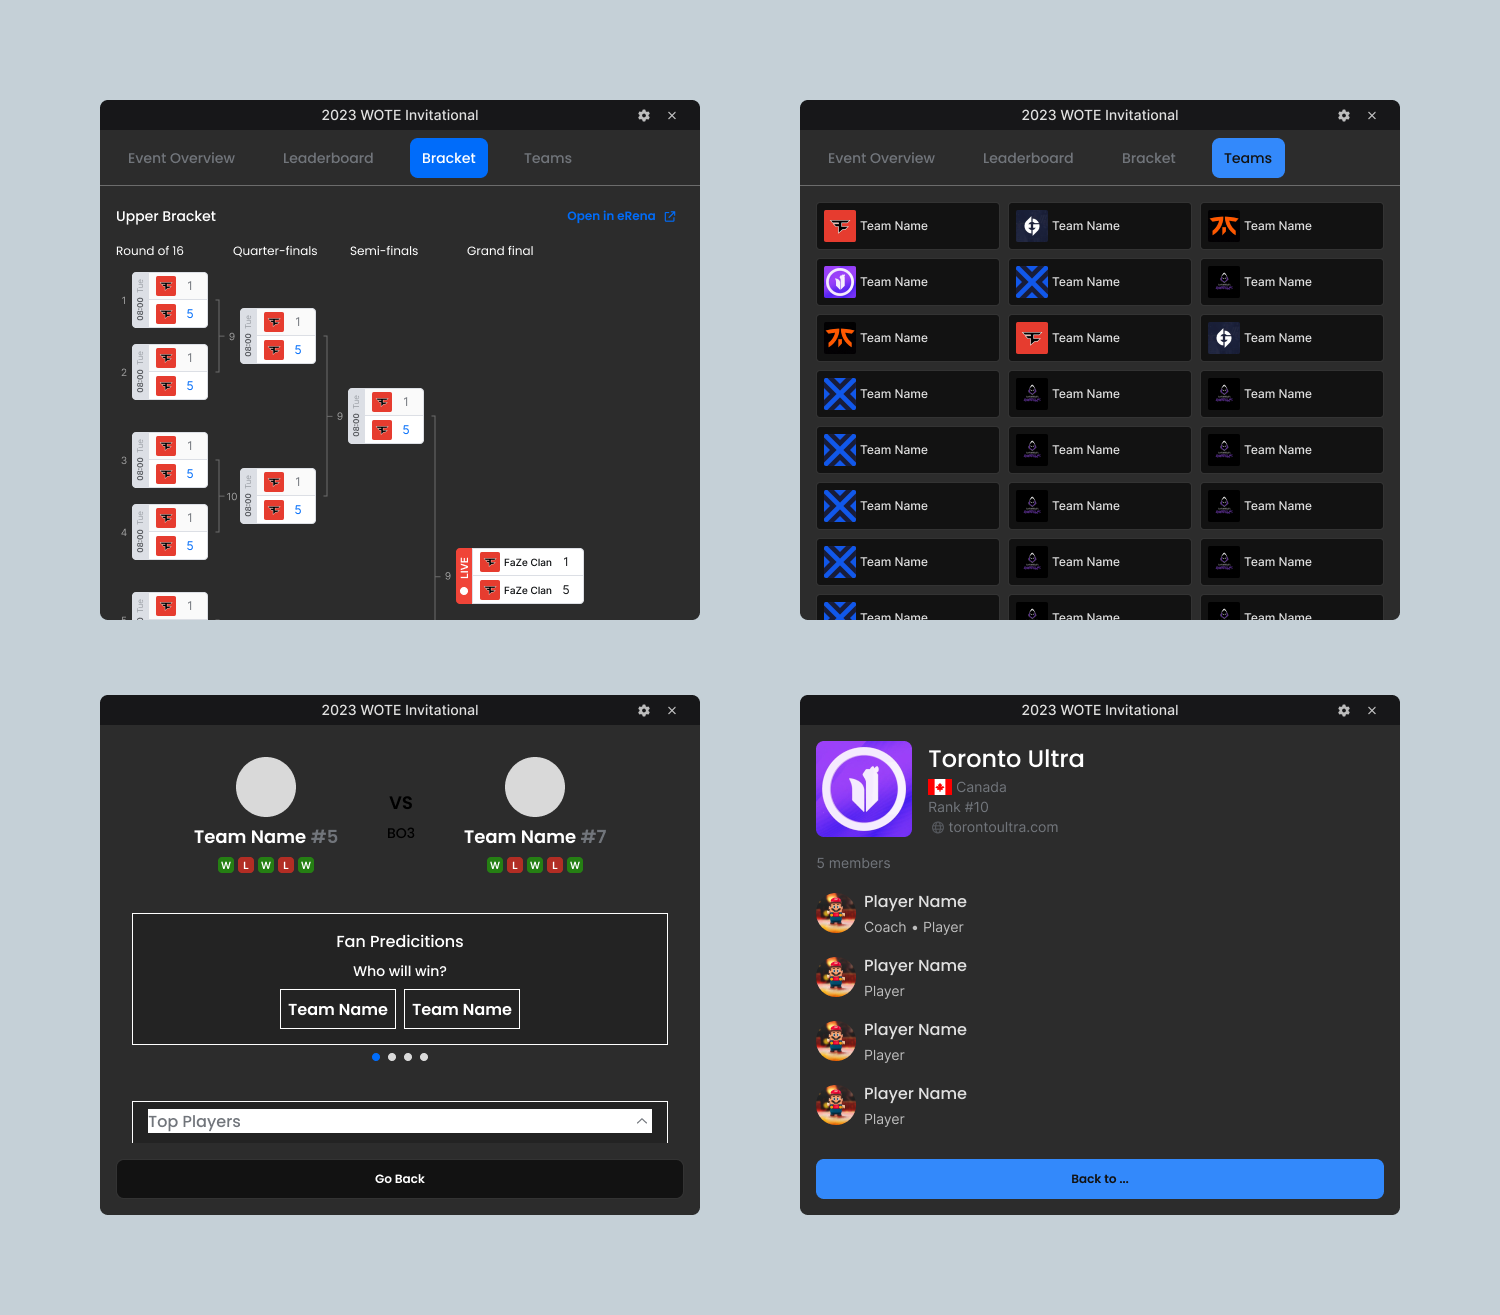 2023 WOTE Invitational
Event Overview Leaderboard Bracket Teams
Upper Bracket Open in eRena
Round of 16 Quarter-finals Semi-finals Grand final
1 08:00 Tue 1
5
9 08:00 Tue 1
5
2 08:00 Tue 1
5
9 08:00 Tue 1
5
3 08:00 Tue 1
5
10 08:00 Tue 1
5
4 08:00 Tue 1
5
9 LIVE FaZe Clan 1
FaZe Clan 5
Tue 1
2023 WOTE Invitational
Event Overview Leaderboard Bracket Teams
Team Name Team Name Team Name
Team Name Team Name Team Name
Team Name Team Name Team Name
Team Name Team Name Team Name
Team Name Team Name Team Name
Team Name Team Name Team Name
Team Name Team Name Team Name
Team Name Team Name Team Name
2023 WOTE Invitational
VS
BO3
Team Name #5 Team Name #7
W L W L W W L W L W
Fan Predicitions
Who will win?
Team Name Team Name
Top Players
Go Back
2023 WOTE Invitational
Toronto Ultra
Canada
Rank #10
torontoultra.com
5 members
Player Name
Coach • Player
Player Name
Player
Player Name
Player
Player Name
Player
Back to ...